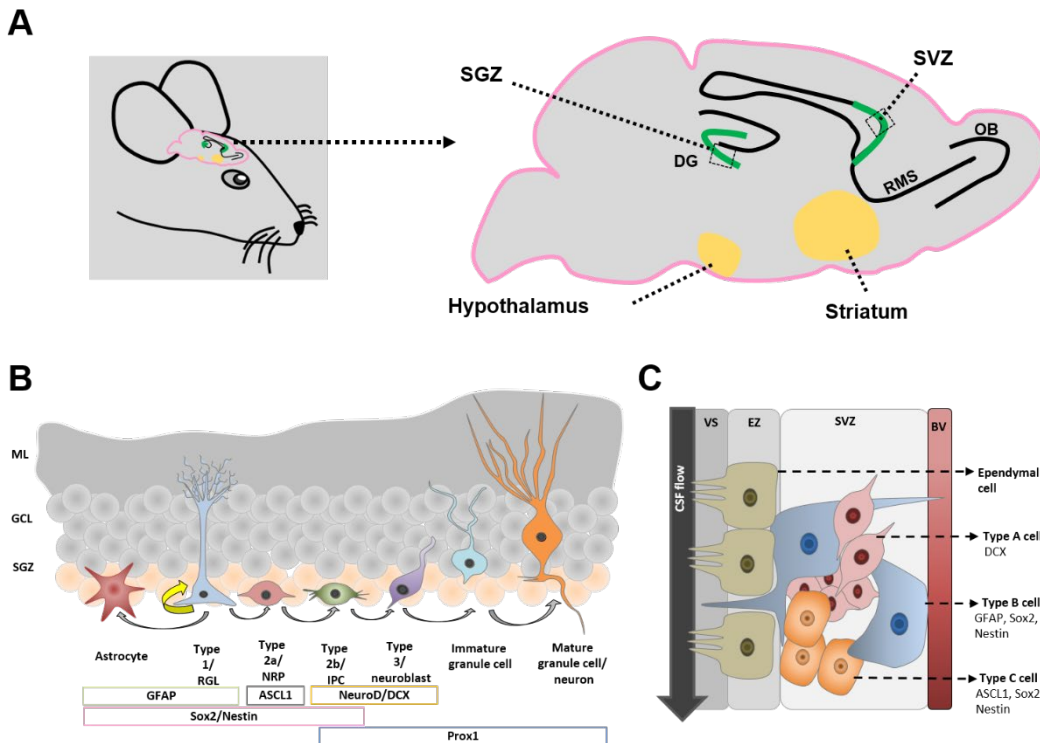 A
SGZ
SVZ
OB
DG
RMS
Hypothalamus
Striatum
B
ML
GCL
SGZ
Astrocyte
Type
1/
RGL
Type
2a/
NRP
Type
2b/
IPC
Type
3/
neuroblast
Immature
granule cell
Mature
granule cell/
neuron
GFAP
ASCL1
NeuroD/DCX
Sox2/Nestin
Prox1
C
CSF flow
VS
EZ
SVZ
BV
Ependymal
cell
Type A cell
DCX
Type B cell
GFAP, Sox2,
Nestin
Type C cell
ASCL1, Sox2
Nestin